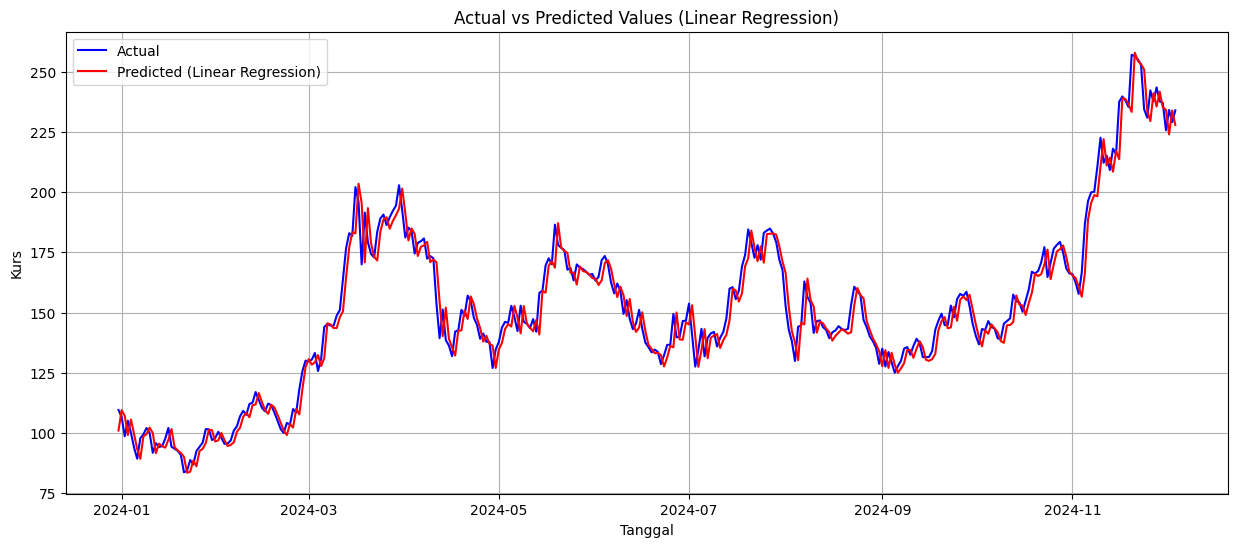 Actual vs Predicted Values (Linear Regression)
Actual
Predicted (Linear Regression)
250
225
200
175
150
125
100
75
Kurs
2024-01
2024-03
2024-05
2024-07
2024-09
2024-11
Tanggal